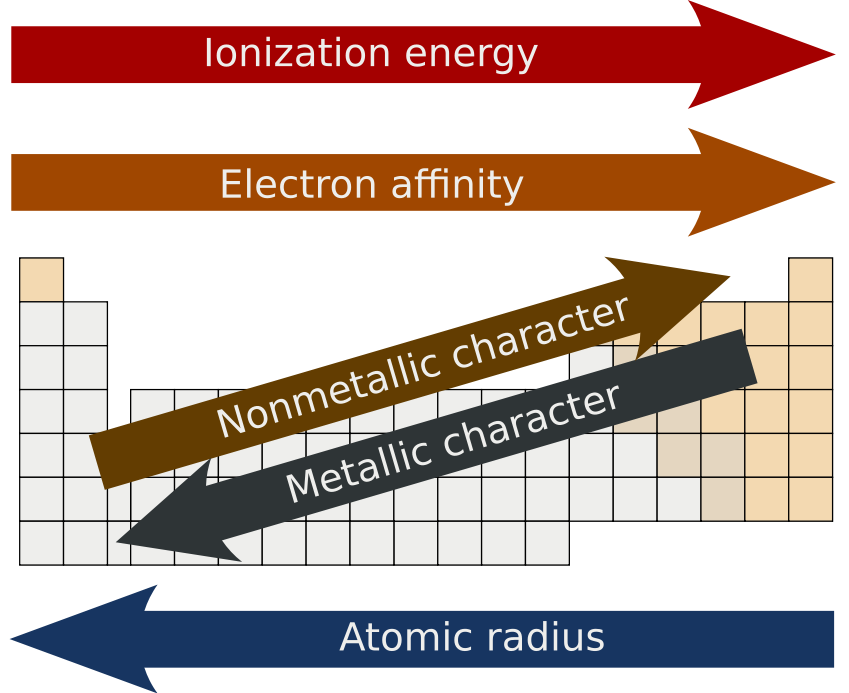 Ionization energy
Electron affinity
Nonmetallic character
Metallic character
Atomic radius